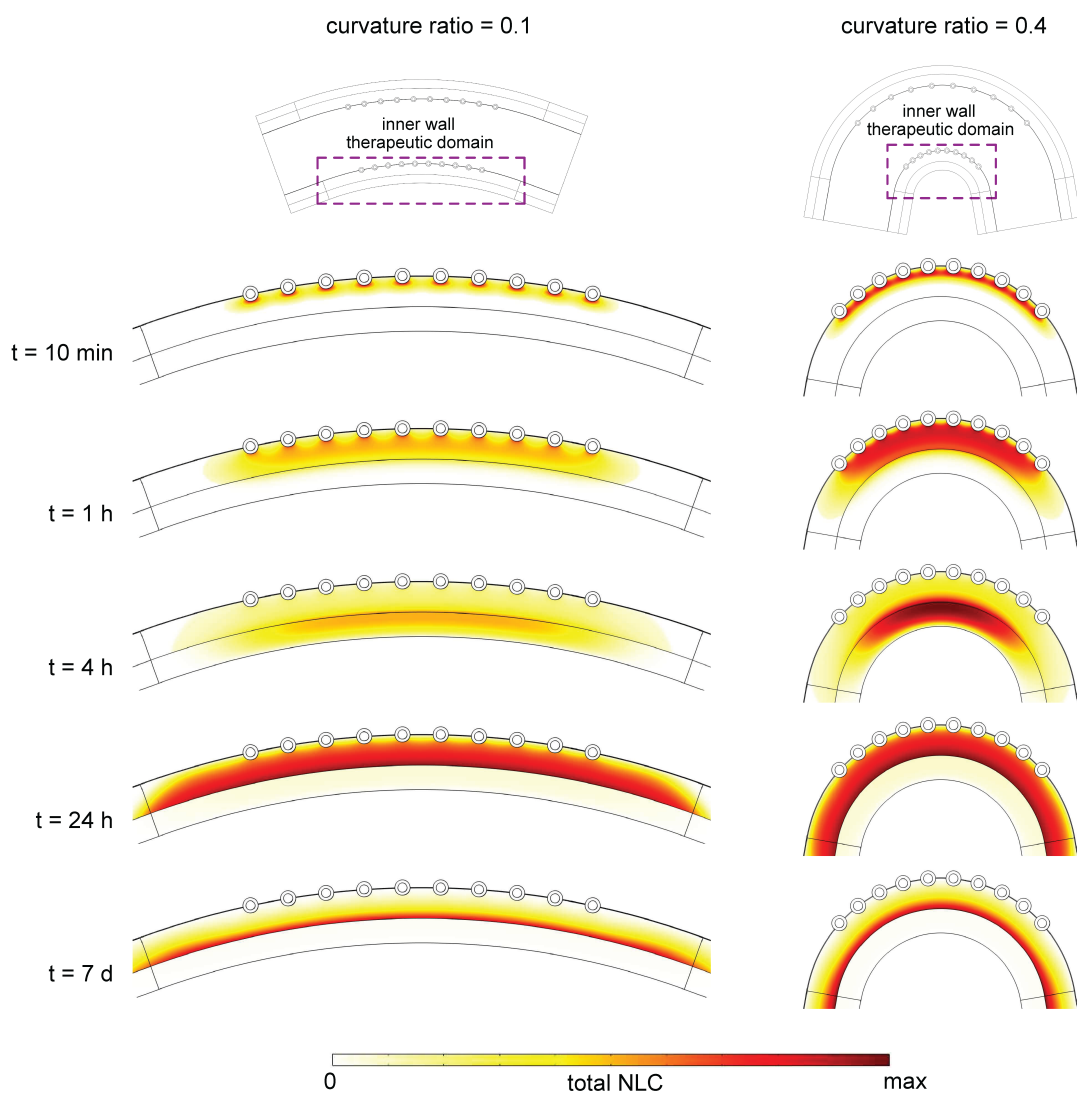 curvature ratio = 0.1
curvature ratio = 0.4
inner wall
therapeutic domain
inner wall
therapeutic domain
t = 10 min
t = 1 h
t = 4 h
t = 24 h
t = 7 d
0
total NLC
max